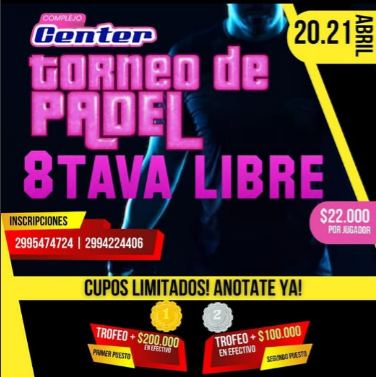 COMPLEJO
Center
20.21
ABRIL
TORNEO DE
PADEL
8TAVA LIBRE
$22.000
POR JUGADOR
INSCRIPCIONES
2995474724 | 2994224406
CUPOS LIMITADOS! ANOTATE YA!
1
2
TROFEO + $200.000
EN EFECTIVO
PRIMER PUESTO
TROFEO + $100.000
EN EFECTIVO
SEGUNDO PUESTO